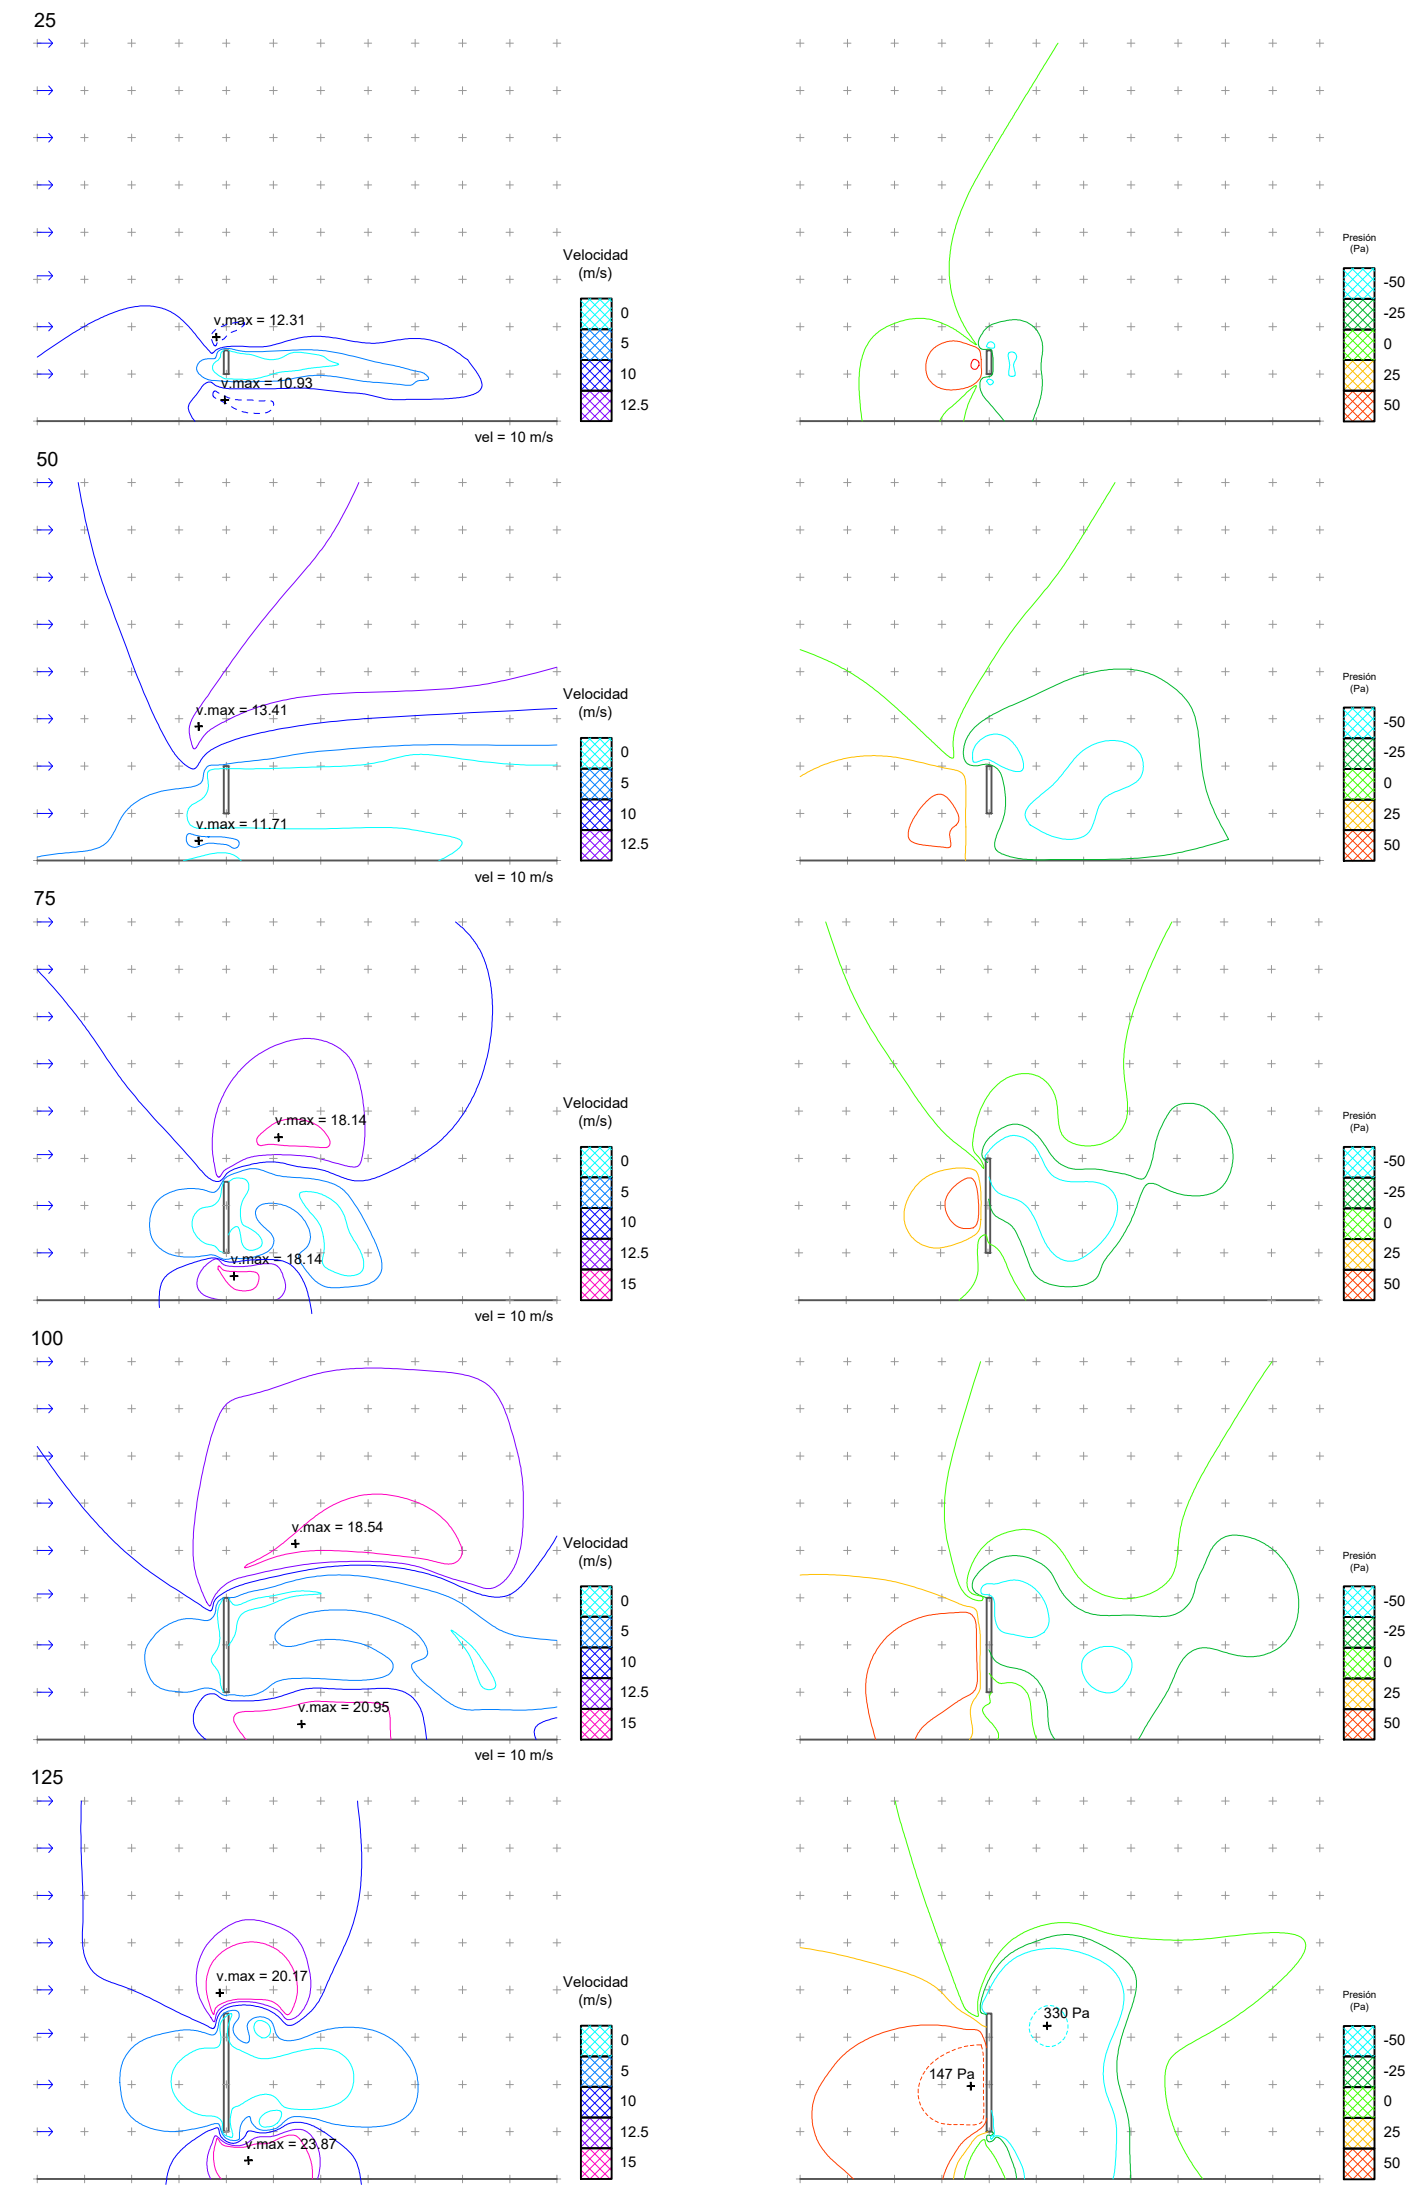 25
v.max = 12.31
v.max = 10.93
Velocidad
(m/s)
0
5
10
12.5
vel = 10 m/s
Presión
(Pa)
-50
-25
0
25
50
50
v.max = 13.41
v.max = 11.71
Velocidad
(m/s)
0
5
10
12.5
vel = 10 m/s
Presión
(Pa)
-50
-25
0
25
50
75
v.max = 18.14
v.max = 18.14
Velocidad
(m/s)
0
5
10
12.5
15
vel = 10 m/s
Presión
(Pa)
-50
-25
0
25
50
100
v.max = 18.54
v.max = 20.95
Velocidad
(m/s)
0
5
10
12.5
15
vel = 10 m/s
Presión
(Pa)
-50
-25
0
25
50
125
v.max = 20.17
v.max = 23.87
Velocidad
(m/s)
0
5
10
12.5
15
330 Pa
147 Pa
Presión
(Pa)
-50
-25
0
25
50